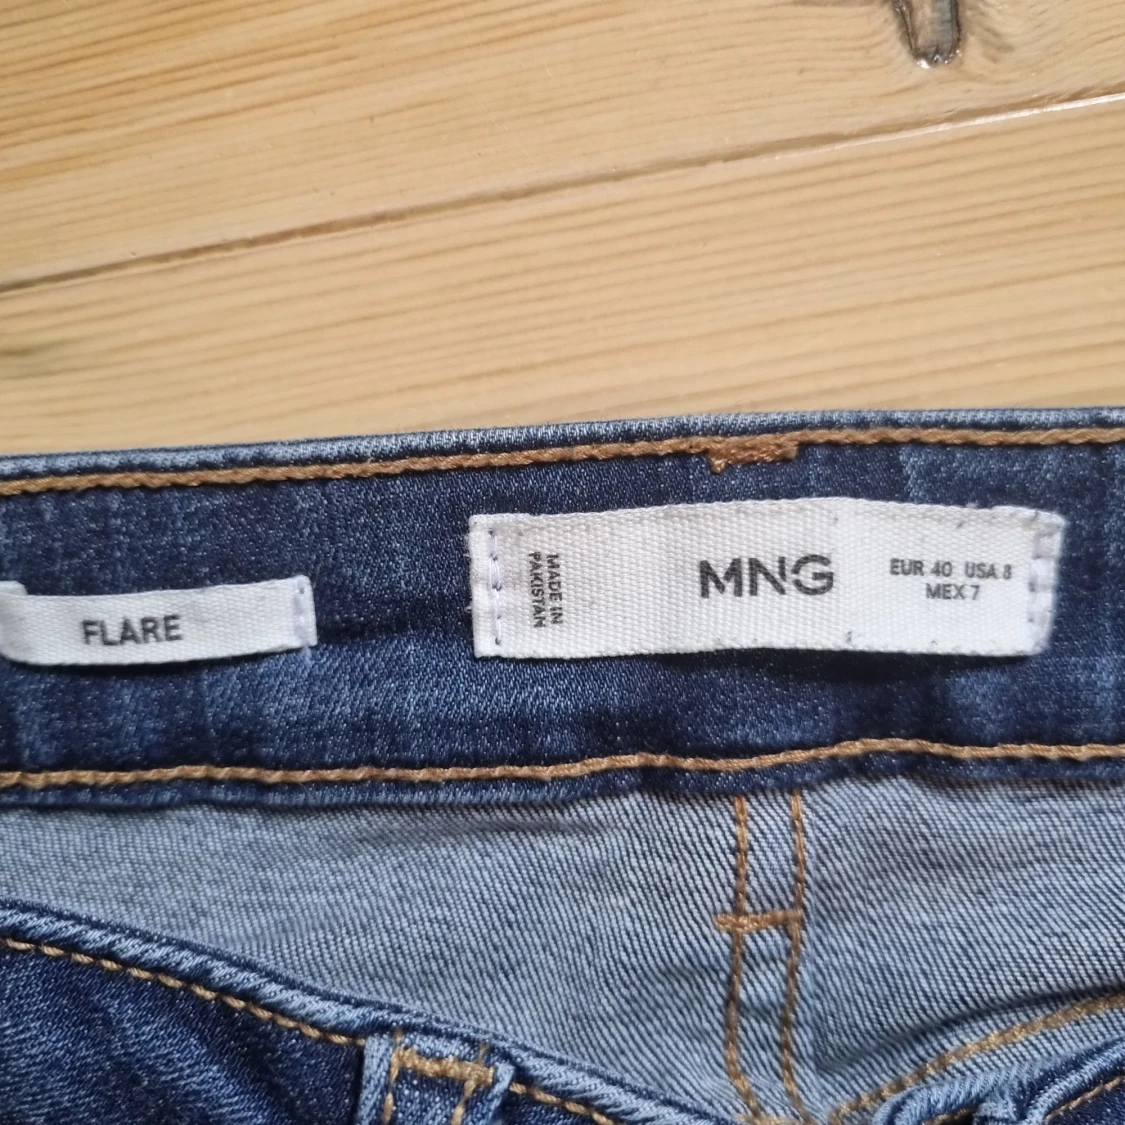 FLARE
MADE IN
PAKISTAN
MNG
EUR 40 USA 8
MEX 7